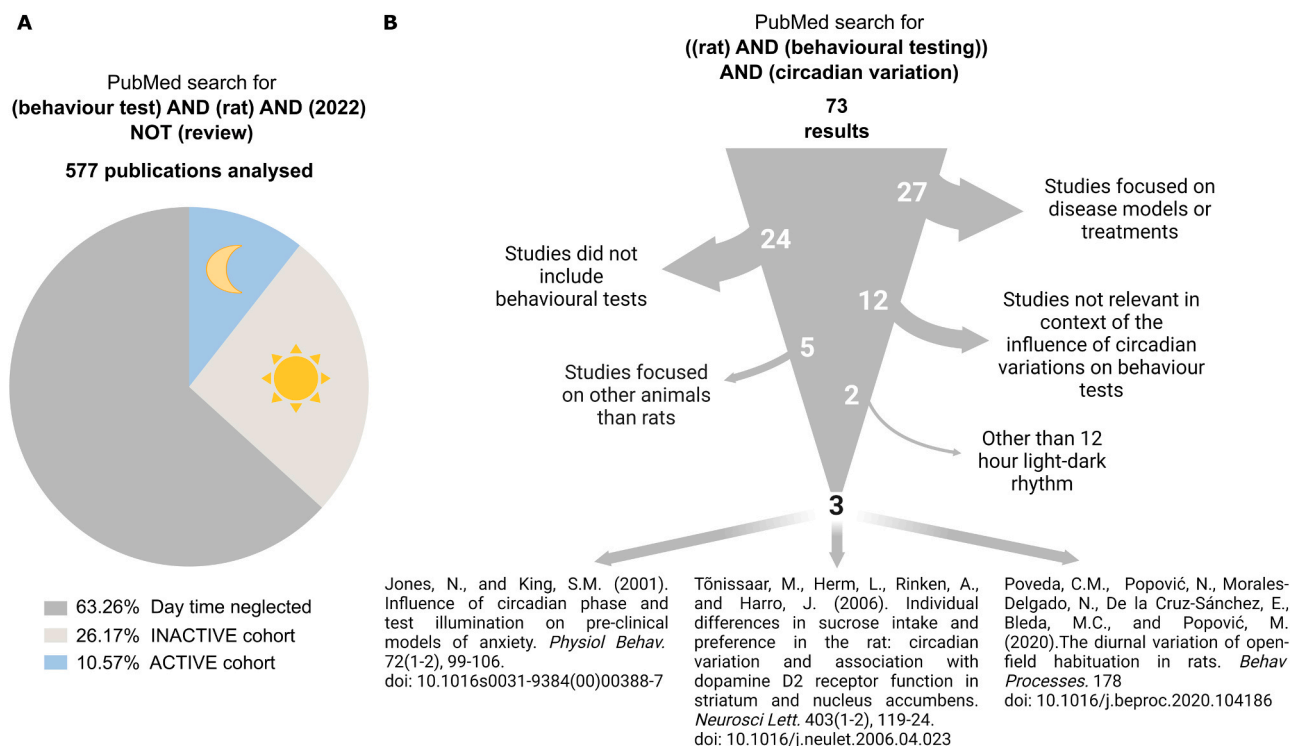 A
PubMed search for
(behaviour test) AND (rat) AND (2022)
NOT (review)
577 publications analysed
63.26% Day time neglected
26.17% INACTIVE cohort
10.57% ACTIVE cohort
B
PubMed search for
((rat) AND (behavioural testing))
AND (circadian variation)
73
results
27
Studies focused on
disease models or
treatments
24
Studies did not
include
behavioural tests
12
Studies not relevant in
context of the
influence of circadian
variations on behaviour
tests
5
Studies focused
on other animals
than rats
2
Other than 12
hour light-dark
rhythm
3
Jones, N., and King, S.M. (2001).
Influence of circadian phase and
test illumination on pre-clinical
models of anxiety. Physiol Behav.
72(1-2), 99-106.
doi: 10.1016s0031-9384(00)00388-7
Tõnissaar, M., Herm, L., Rinken, A.,
and Harro, J. (2006). Individual
differences in sucrose intake and
preference in the rat: circadian
variation and association with
dopamine D2 receptor function in
striatum and nucleus accumbens.
Neurosci Lett. 403(1-2), 119-24.
doi: 10.1016/j.neulet.2006.04.023
Poveda, C.M., Popović, N., Morales-
Delgado, N., De la Cruz-Sánchez, E.,
Bleda, M.C., and Popović, M.
(2020).The diurnal variation of open-
field habituation in rats. Behav
Processes. 178
doi: 10.1016/j.beproc.2020.104186